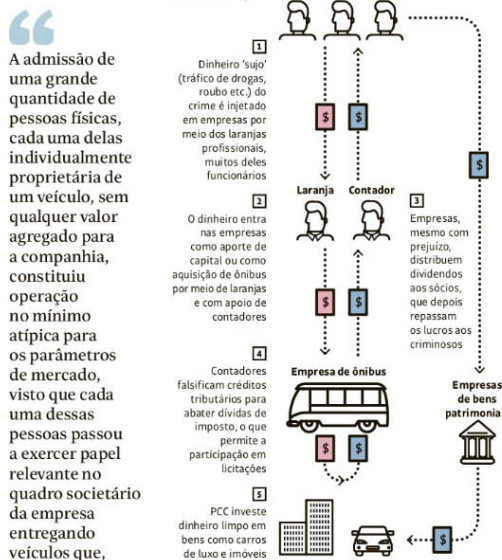 A admissão de
uma grande
quantidade de
pessoas físicas,
cada uma delas
individualmente
proprietária de
um veículo, sem
qualquer valor
agregado para
a companhia,
constituiu
operação
no mínimo
atípica para
os parâmetros
de mercado,
visto que cada
uma dessas
pessoas passou
a exercer papel
relevante no
quadro societário
da empresa
entregando
veículos que,
1
Dinheiro 'sujo'
(tráfico de drogas,
roubo etc.) do
crime é injetado
em empresas por
meio dos laranjas
profissionais,
muitos deles
funcionários
$
$
$
Laranja
Contador
2
O dinheiro entra
nas empresas
como aporte de
capital ou como
aquisição de ônibus
por meio de laranjas
e com apoio de
contadores
3
Empresas,
mesmo com
prejuízo,
distribuem
dividendos
aos sócios,
que depois
repassam
os lucros aos
criminosos
$
$
4
Contadores
falsificam créditos
tributários para
abater dívidas de
imposto, o que
permite a
participação em
licitações
Empresa de ônibus
$
$
Empresas
de bens
patrimonia
5
PCC investe
dinheiro limpo em
bens como carros
de luxo e imóveis
$